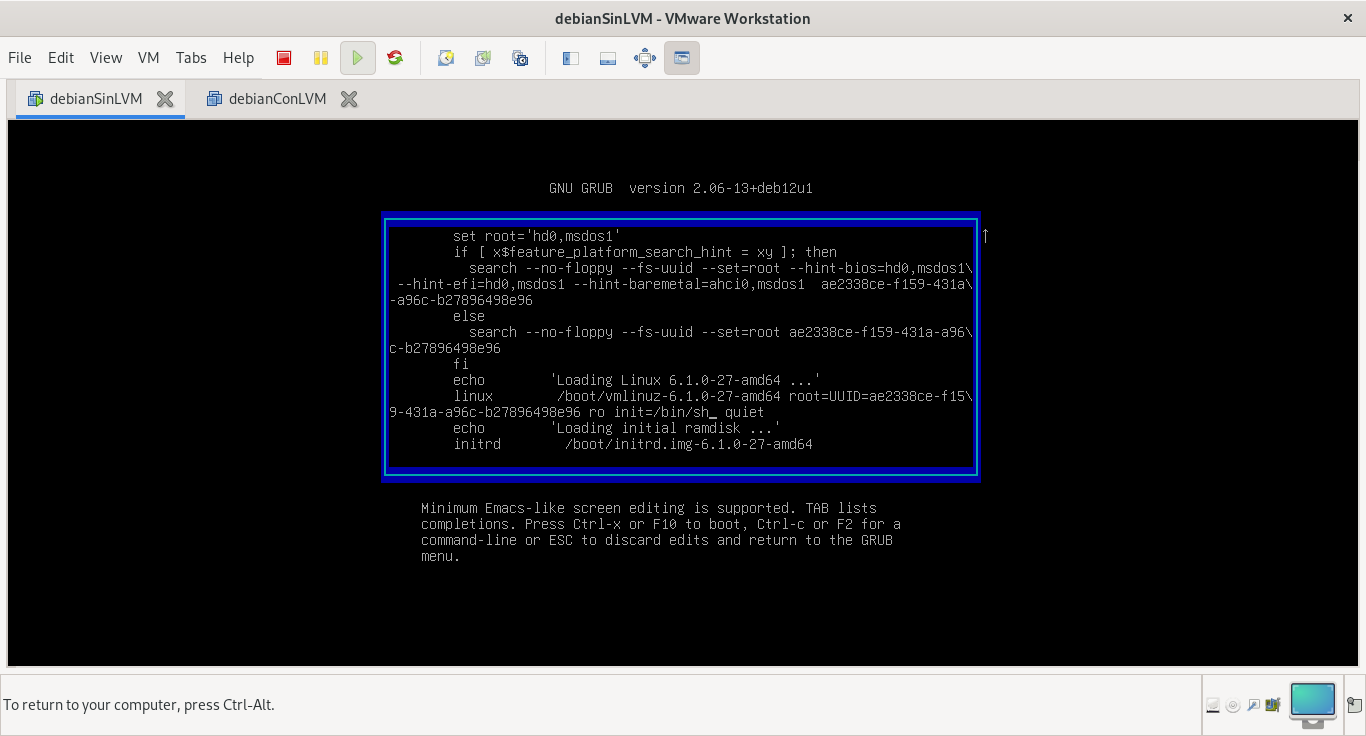 debianSinLVM - VMware Workstation
File Edit View VM Tabs Help
debianSinLVM debianConLVM
GNU GRUB version 2.06-13+deb12u1
set root='hd0,msdos1'
if [ x$feature_platform_search_hint = xy ]; then
search --no-floppy --fs-uuid --set=root --hint-bios=hd0,msdos1\
--hint-efi=hd0,msdos1 --hint-baremetal=ahci0,msdos1 ae2338ce-f159-431a\
-a96c-b27896498e96
else
search --no-floppy --fs-uuid --set=root ae2338ce-f159-431a-a96\
c-b27896498e96
fi
echo 'Loading Linux 6.1.0-27-amd64 ...'
linux /boot/vmlinuz-6.1.0-27-amd64 root=UUID=ae2338ce-f15\
9-431a-a96c-b27896498e96 ro init=/bin/sh_ quiet
echo 'Loading initial ramdisk ...'
initrd /boot/initrd.img-6.1.0-27-amd64
Minimum Emacs-like screen editing is supported. TAB lists
completions. Press Ctrl-x or F10 to boot, Ctrl-c or F2 for a
command-line or ESC to discard edits and return to the GRUB
menu.
To return to your computer, press Ctrl-Alt.